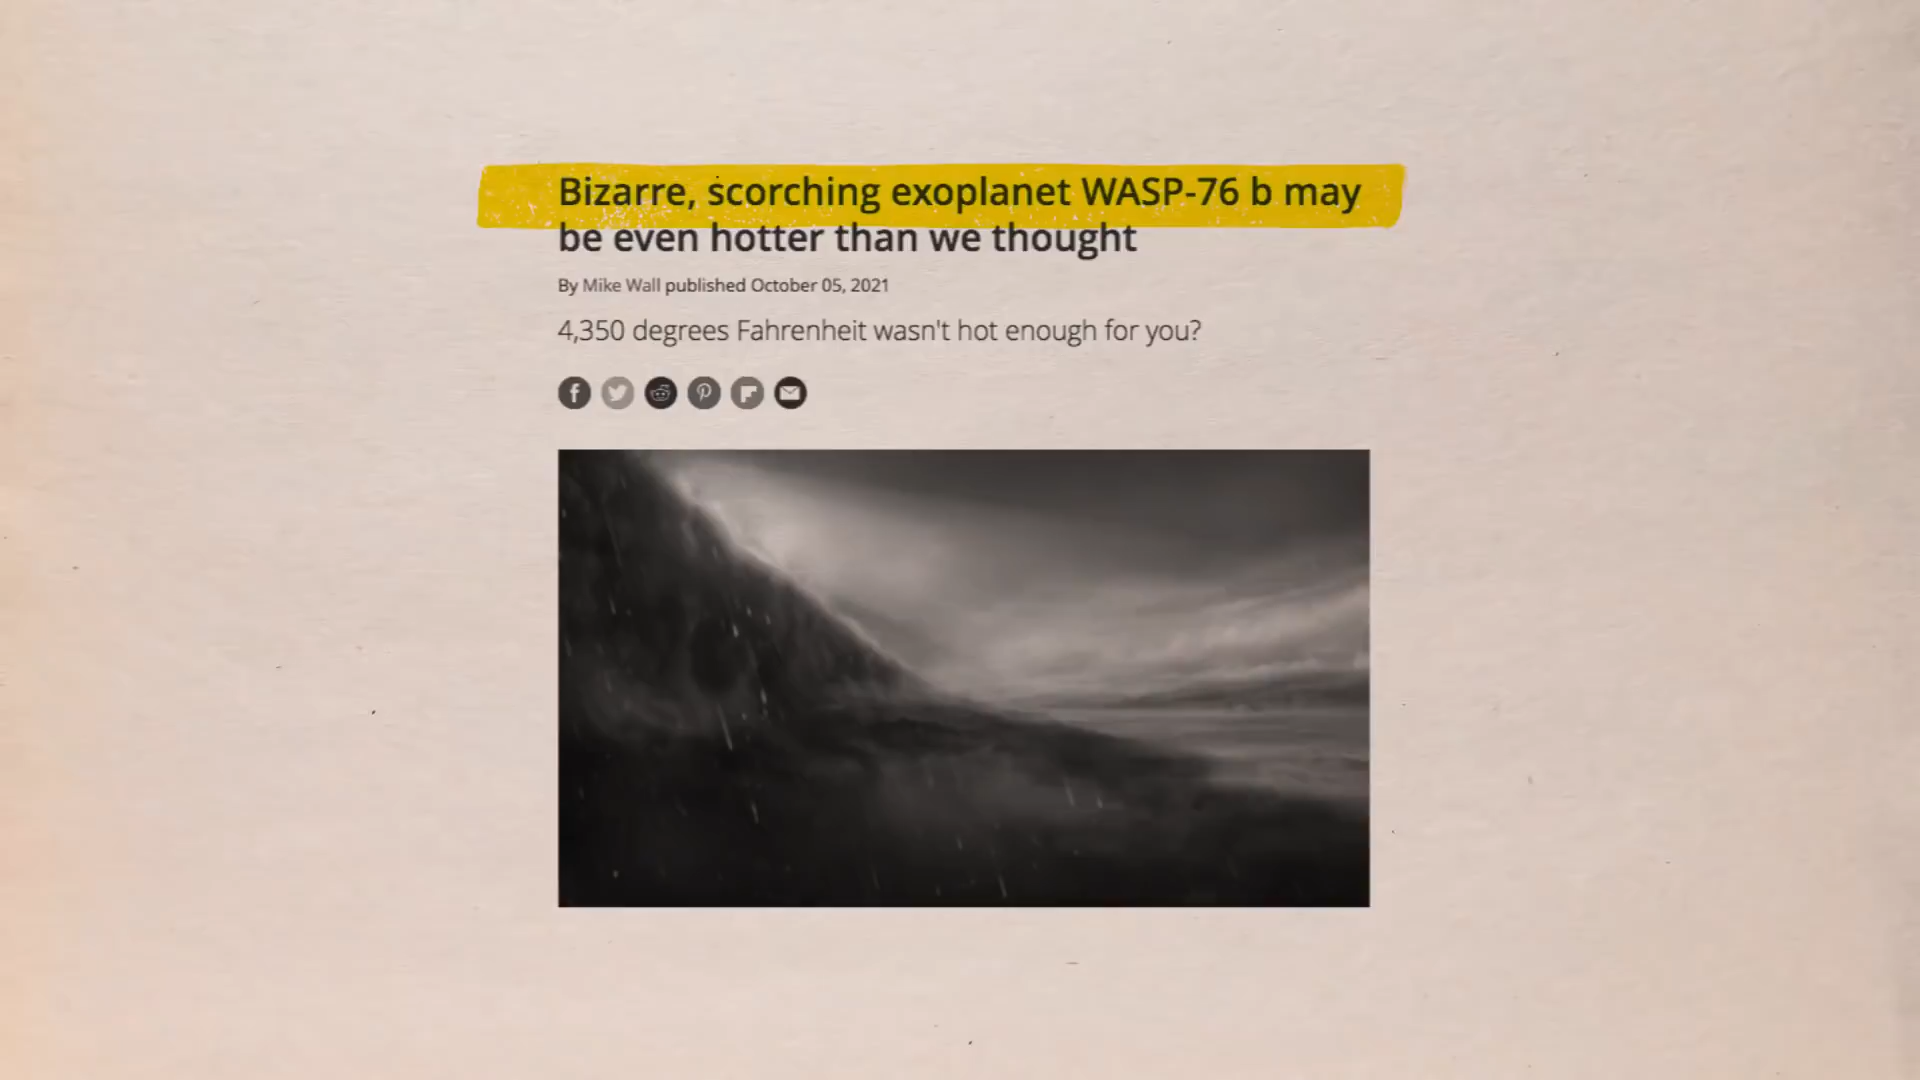 Bizarre, scorching exoplanet WASP-76 b may
be even hotter than we thought
By Mike Wall published October 05, 2021
4,350 degrees Fahrenheit wasn't hot enough for you?